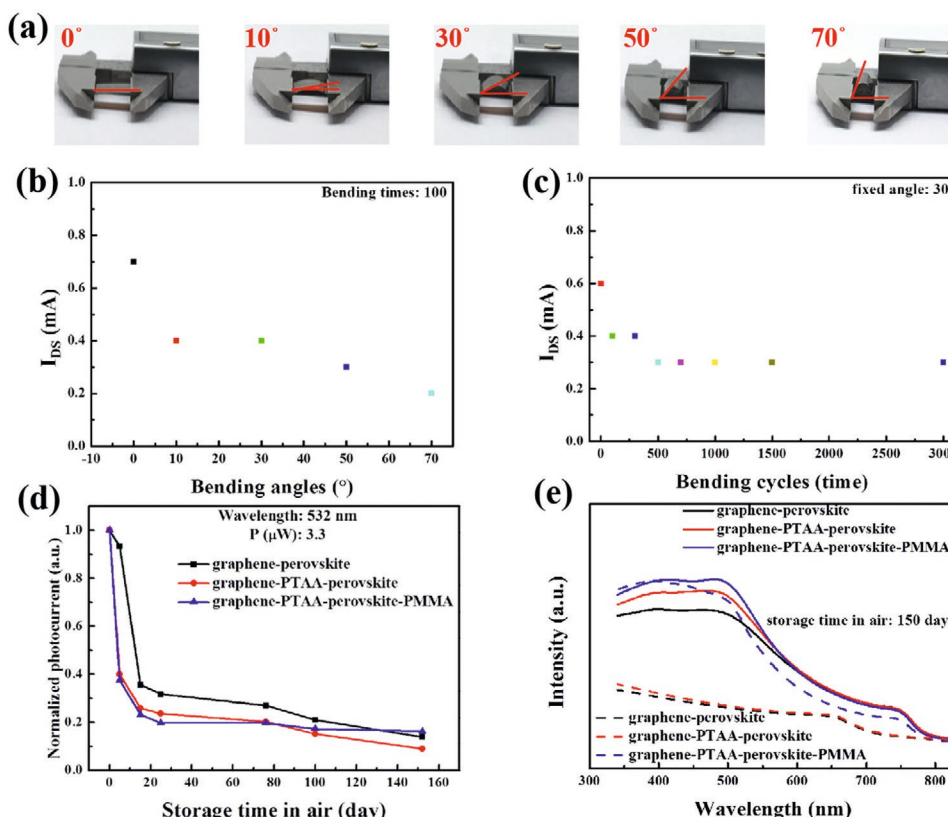 (a)
0°
10°
30°
50°
70°
(b)
Bending times: 100
1.0
0.8
0.6
0.4
0.2
0.0
I_DS (mA)
-10 0 10 20 30 40 50 60 70
Bending angles (°)
(c)
fixed angle: 30
1.0
0.8
0.6
0.4
0.2
0.0
I_DS (mA)
0 500 1000 1500 2000 2500 300
Bending cycles (time)
(d)
Wavelength: 532 nm
P (μW): 3.3
graphene-perovskite
graphene-PTAA-perovskite
graphene-PTAA-perovskite-PMMA
1.0
0.8
0.6
0.4
0.2
0.0
Normalized photocurrent (a.u.)
0 20 40 60 80 100 120 140 160
Storage time in air (day)
(e)
graphene-perovskite
graphene-PTAA-perovskite
graphene-PTAA-perovskite-PMMA
storage time in air: 150 day
Intensity (a.u.)
graphene-perovskite
graphene-PTAA-perovskite
graphene-PTAA-perovskite-PMMA
300 400 500 600 700 800
Wavelength (nm)